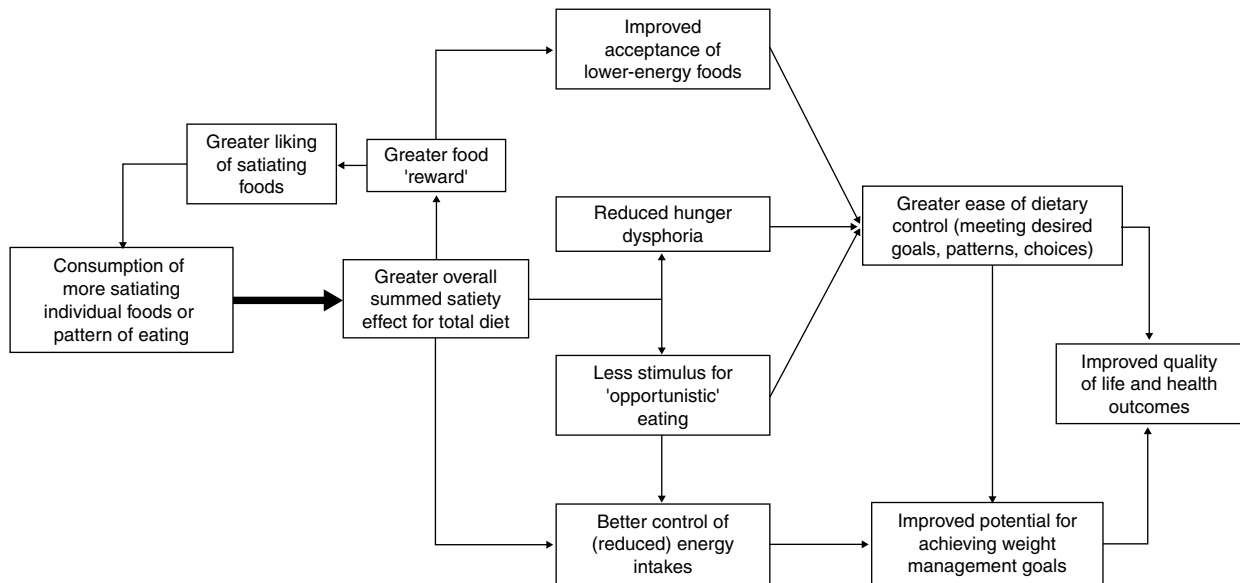 Improved
acceptance of
lower-energy foods
Greater liking
of satiating
foods
Greater food
'reward'
Reduced hunger
dysphoria
Greater ease of dietary
control (meeting desired
goals, patterns, choices)
Consumption of
more satiating
individual foods or
pattern of eating
Greater overall
summed satiety
effect for total diet
Less stimulus for
'opportunistic'
eating
Improved quality
of life and health
outcomes
Better control of
(reduced) energy
intakes
Improved potential for
achieving weight
management goals